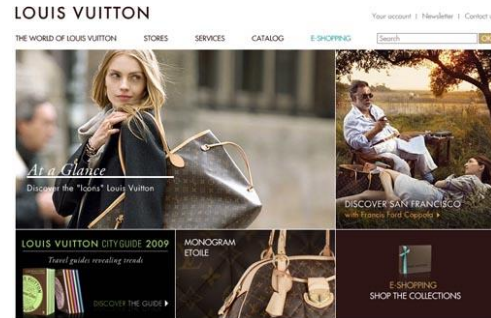 LOUIS VUITTON
Your account | Newsletter | Contact
THE WORLD OF LOUIS VUITTON STORES SERVICES CATALOG E-SHOPPING Search OK
At a Glance
Discover the "Icons" Louis Vuitton
DISCOVER SAN FRANCISCO
with Francis Ford Coppola
LOUIS VUITTON CITY GUIDE 2009
Travel guides revealing trends
DISCOVER THE GUIDE
MONOGRAM
ETOILE
E-SHOPPING
SHOP THE COLLECTIONS